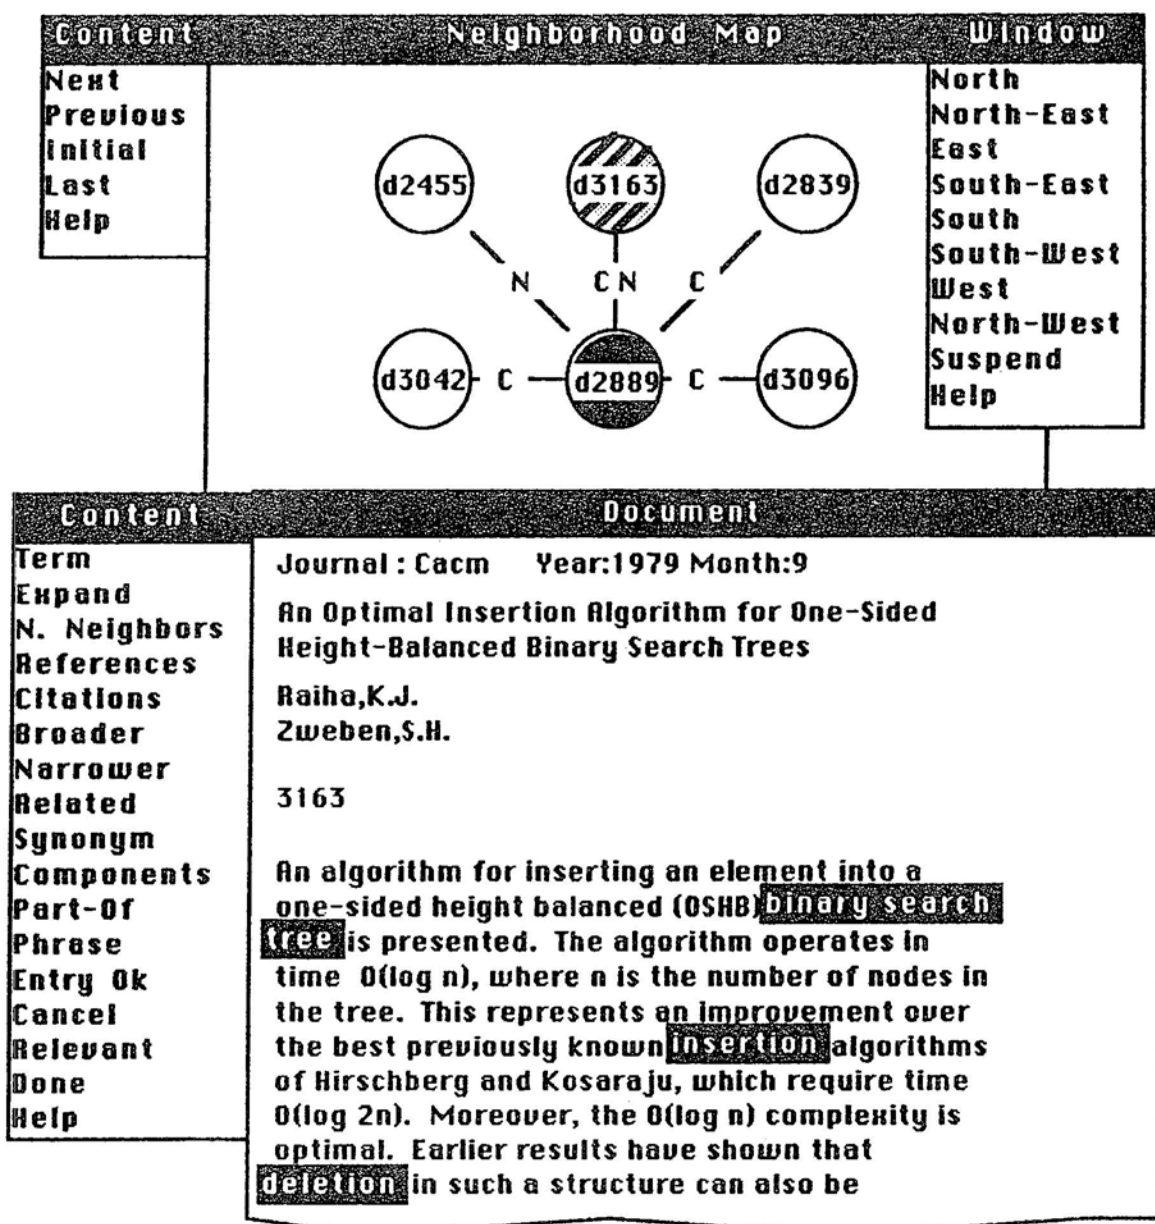 Content
Neighborhood Map
Window
Next
Previous
Initial
Last
Help
North
North-East
East
South-East
South
South-West
West
North-West
Suspend
Help
d2455
d3163
d2839
N
C N
C
d3042
C
d2889
C
d3096
Content
Document
Term
Expand
N. Neighbors
References
Citations
Broader
Narrower
Related
Synonym
Components
Part-Of
Phrase
Entry Ok
Cancel
Relevant
Done
Help
Journal : Cacm Year:1979 Month:9
An Optimal Insertion Algorithm for One-Sided
Height-Balanced Binary Search Trees
Raiha,K.J.
Zweben,S.H.
3163
An algorithm for inserting an element into a
one-sided height balanced (OSHB) binary search
tree is presented. The algorithm operates in
time O(log n), where n is the number of nodes in
the tree. This represents an improvement over
the best previously known insertion algorithms
of Hirschberg and Kosaraju, which require time
O(log 2n). Moreover, the O(log n) complexity is
optimal. Earlier results have shown that
deletion in such a structure can also be